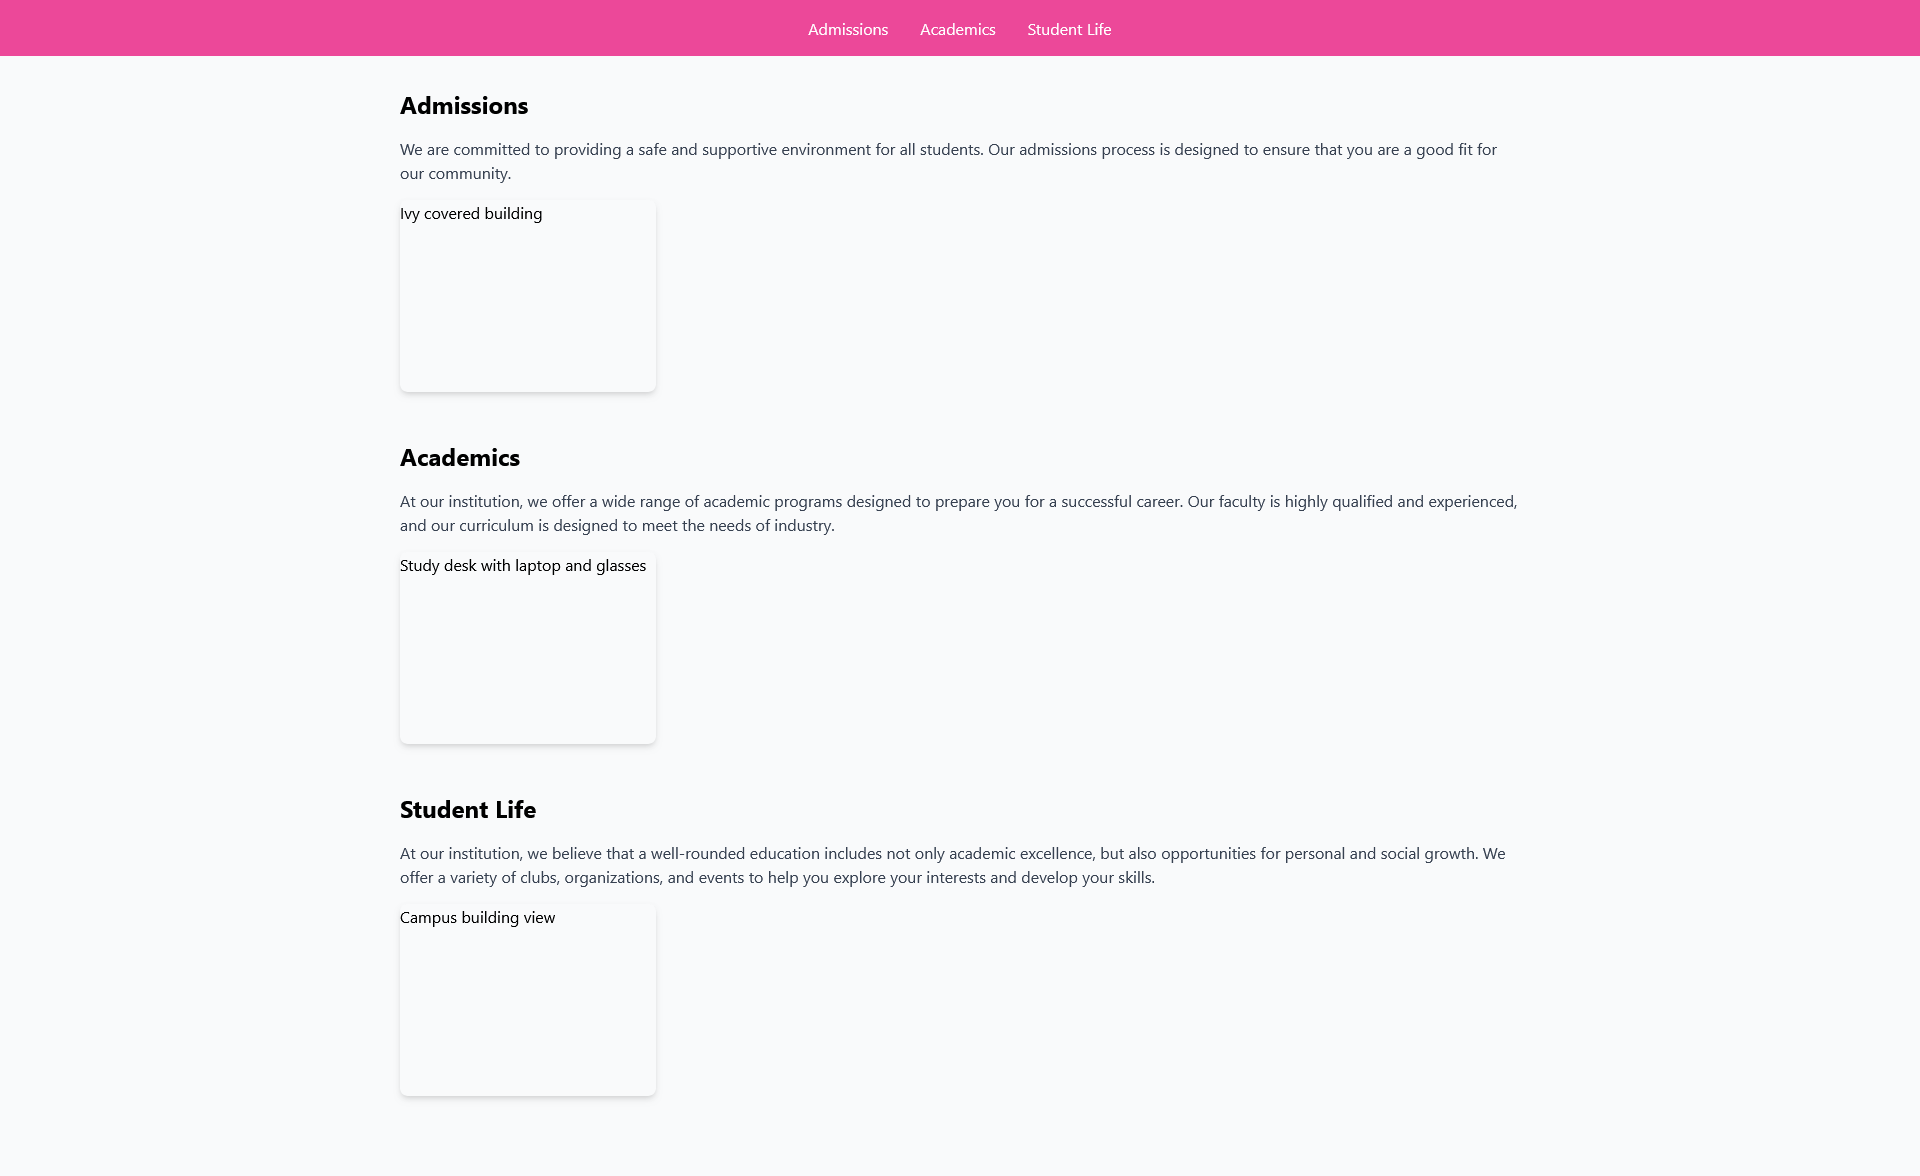 Admissions Academics Student Life
Admissions
We are committed to providing a safe and supportive environment for all students. Our admissions process is designed to ensure that you are a good fit for
our community.
Ivy covered building
Academics
At our institution, we offer a wide range of academic programs designed to prepare you for a successful career. Our faculty is highly qualified and experienced,
and our curriculum is designed to meet the needs of industry.
Study desk with laptop and glasses
Student Life
At our institution, we believe that a well-rounded education includes not only academic excellence, but also opportunities for personal and social growth. We
offer a variety of clubs, organizations, and events to help you explore your interests and develop your skills.
Campus building view